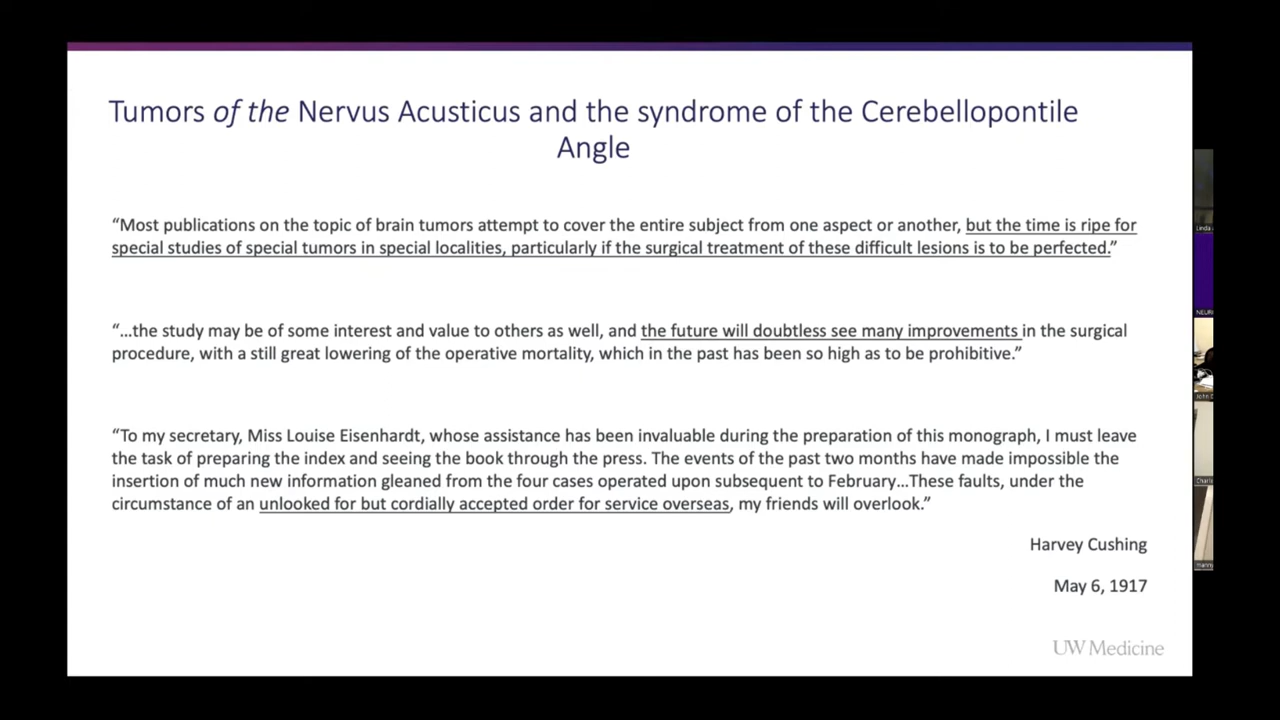 Tumors of the Nervus Acusticus and the syndrome of the Cerebellopontile
Angle
“Most publications on the topic of brain tumors attempt to cover the entire subject from one aspect or another, but the time is ripe for
special studies of special tumors in special localities, particularly if the surgical treatment of these difficult lesions is to be perfected.”
“…the study may be of some interest and value to others as well, and the future will doubtless see many improvements in the surgical
procedure, with a still great lowering of the operative mortality, which in the past has been so high as to be prohibitive.”
“To my secretary, Miss Louise Eisenhardt, whose assistance has been invaluable during the preparation of this monograph, I must leave
the task of preparing the index and seeing the book through the press. The events of the past two months have made impossible the
insertion of much new information gleaned from the four cases operated upon subsequent to February…These faults, under the
circumstance of an unlooked for but cordially accepted order for service overseas, my friends will overlook.”
Harvey Cushing
May 6, 1917
UW Medicine
Linda
NEUR
John
Charl